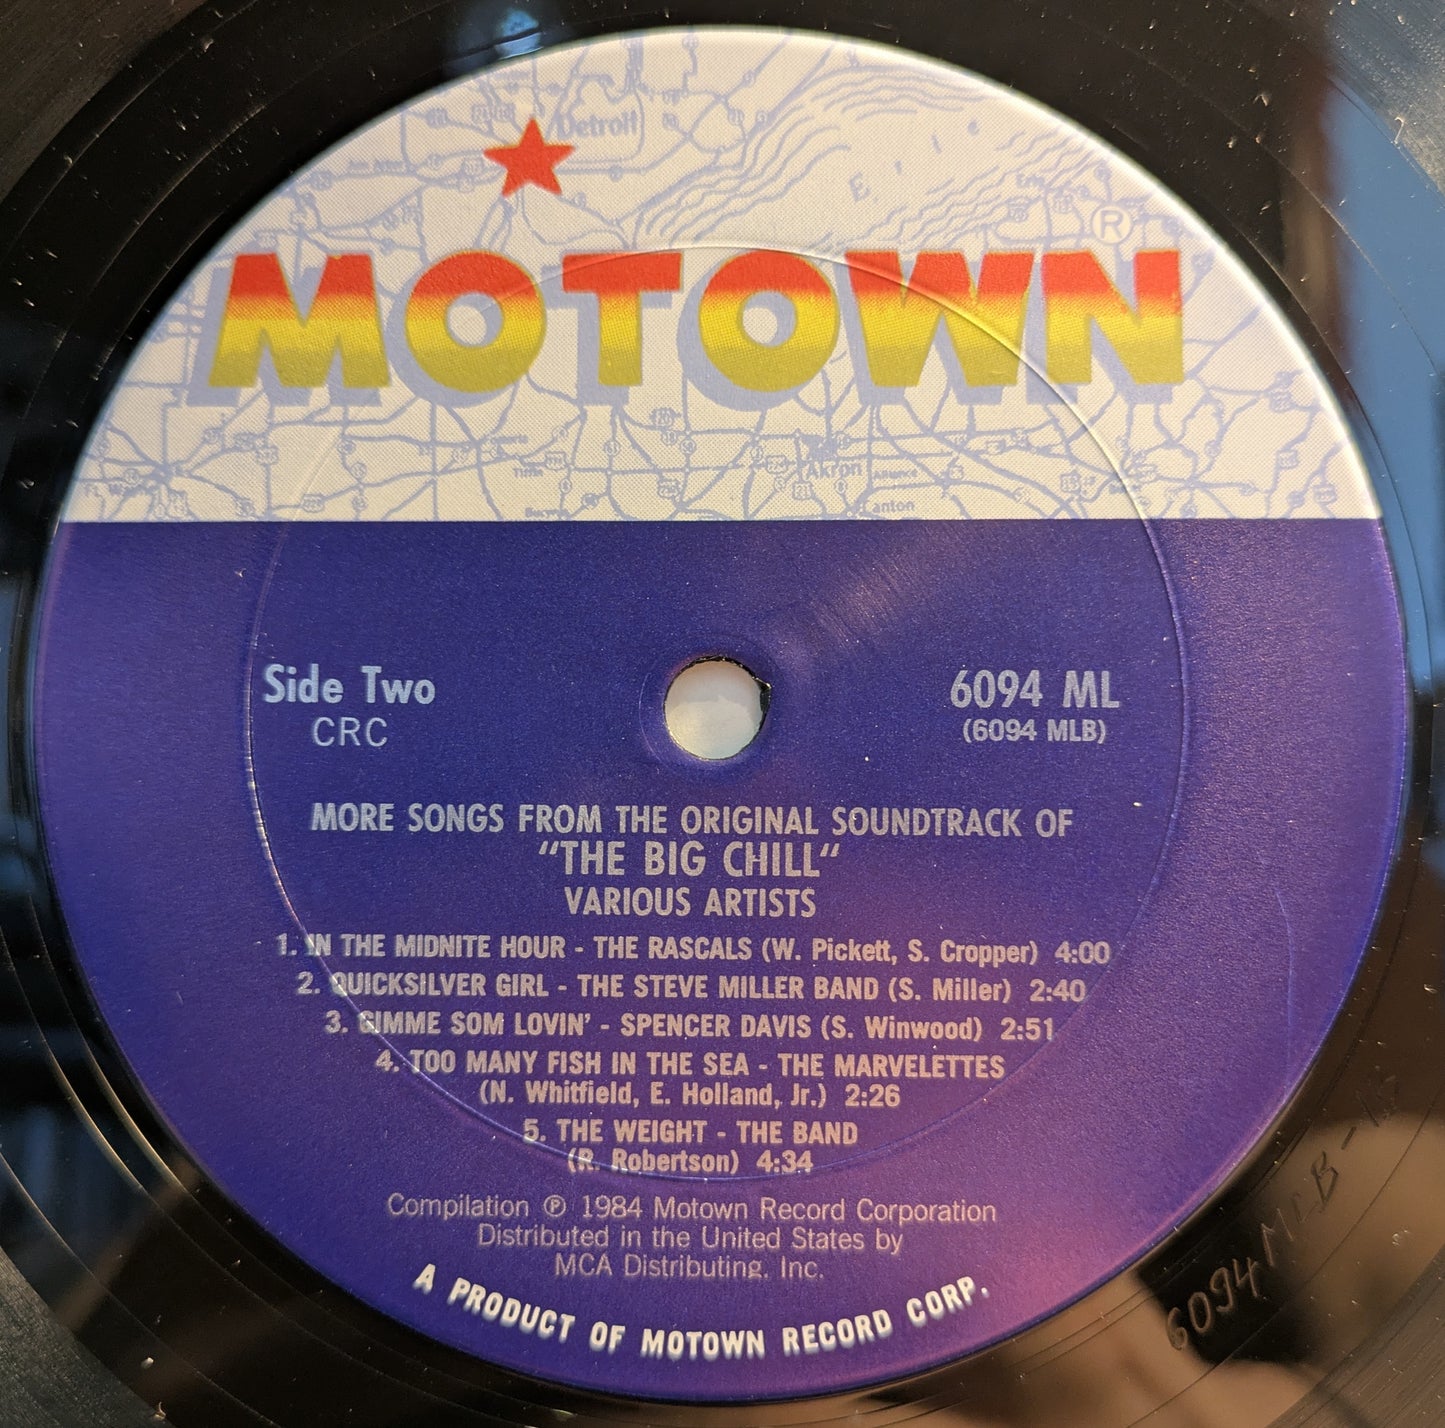 Detroit
E r i e
Erie
®
MOTOWN
Akron
Canton
Side Two
CRC
6094 ML
(6094 MLB)
MORE SONGS FROM THE ORIGINAL SOUNDTRACK OF
"THE BIG CHILL"
VARIOUS ARTISTS
1. IN THE MIDNITE HOUR - THE RASCALS (W. Pickett, S. Cropper) 4:00
2. QUICKSILVER GIRL - THE STEVE MILLER BAND (S. Miller) 2:40
3. GIMME SOM LOVIN' - SPENCER DAVIS (S. Winwood) 2:51
4. TOO MANY FISH IN THE SEA - THE MARVELETTES
(N. Whitfield, E. Holland, Jr.) 2:26
5. THE WEIGHT - THE BAND
(R. Robertson) 4:34
Compilation ℗ 1984 Motown Record Corporation
Distributed in the United States by
MCA Distributing, Inc.
A PRODUCT OF MOTOWN RECORD CORP.
6094 MLB